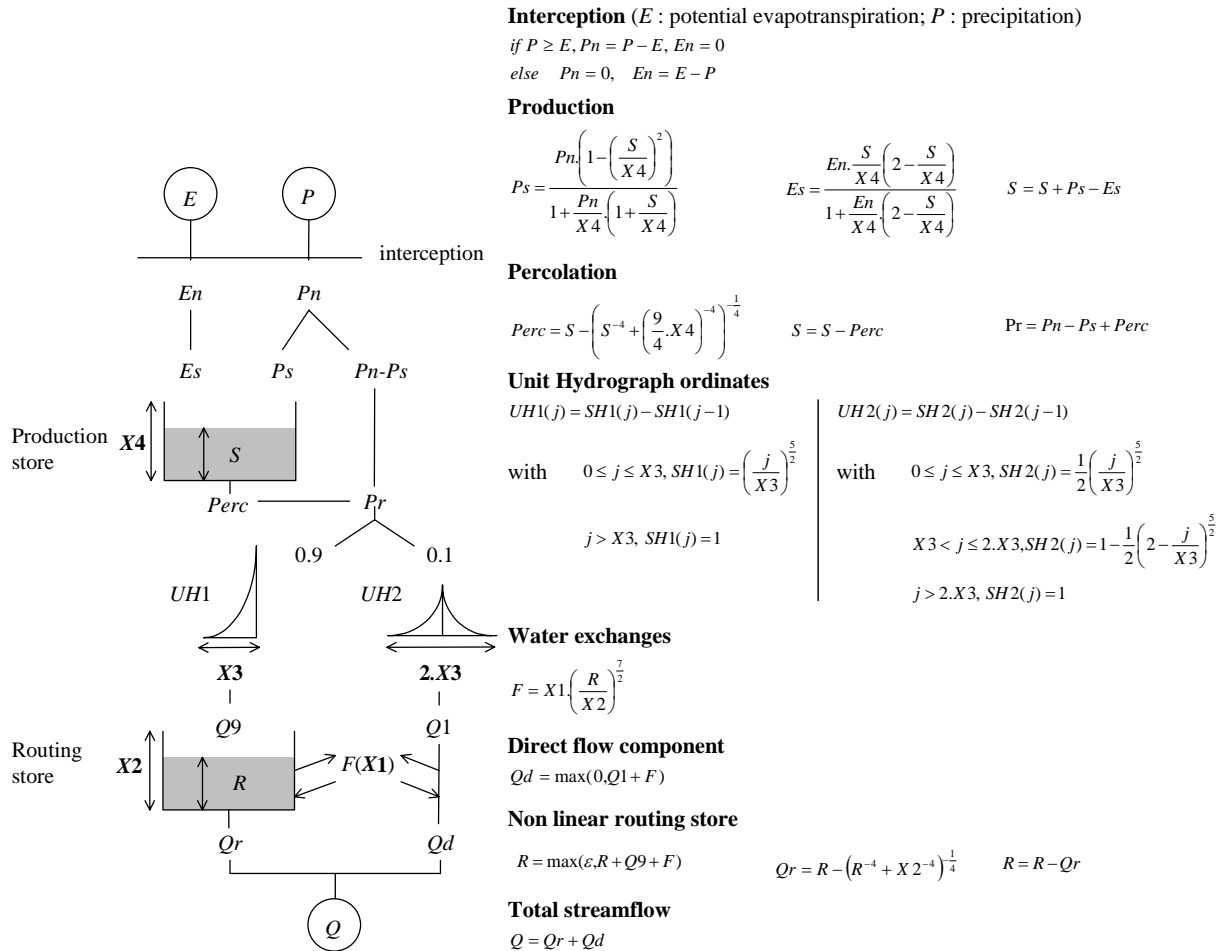 Interception (E : potential evapotranspiration; P : precipitation)
if P ≥ E, Pn = P − E, En = 0
else Pn = 0, En = E − P
Production
Ps = Pn.(1−(S/X4)^2) / (1+Pn/X4.(1+S/X4))
Es = En.S/X4(2−S/X4) / (1+En/X4.(2−S/X4))
S = S + Ps − Es
Percolation
Perc = S−(S^−4+(9/4.X4)^−4)^−1/4
S = S − Perc
Pr = Pn − Ps + Perc
Unit Hydrograph ordinates
UH1(j) = SH1(j) − SH1(j−1)
with 0 ≤ j ≤ X3, SH1(j) = (j/X3)^5/2
j > X3, SH1(j) = 1
UH2(j) = SH2(j) − SH2(j−1)
with 0 ≤ j ≤ X3, SH2(j) = 1/2(j/X3)^5/2
X3 < j ≤ 2.X3, SH2(j) = 1−1/2(2−j/X3)^5/2
j > 2.X3, SH2(j) = 1
Water exchanges
F = X1.(R/X2)^7/2
Direct flow component
Qd = max(0,Q1+F)
Non linear routing store
R = max(ε,R+Q9+F)
Qr = R−(R^−4+X2^−4)^−1/4
R = R−Qr
Total streamflow
Q = Qr + Qd
E
P
interception
En
Pn
Es
Ps
Pn-Ps
Production
store
X4
S
Perc
Pr
0.9
0.1
UH1
UH2
X3
2.X3
Q9
Q1
Routing
store
X2
R
F(X1)
Qr
Qd
Q